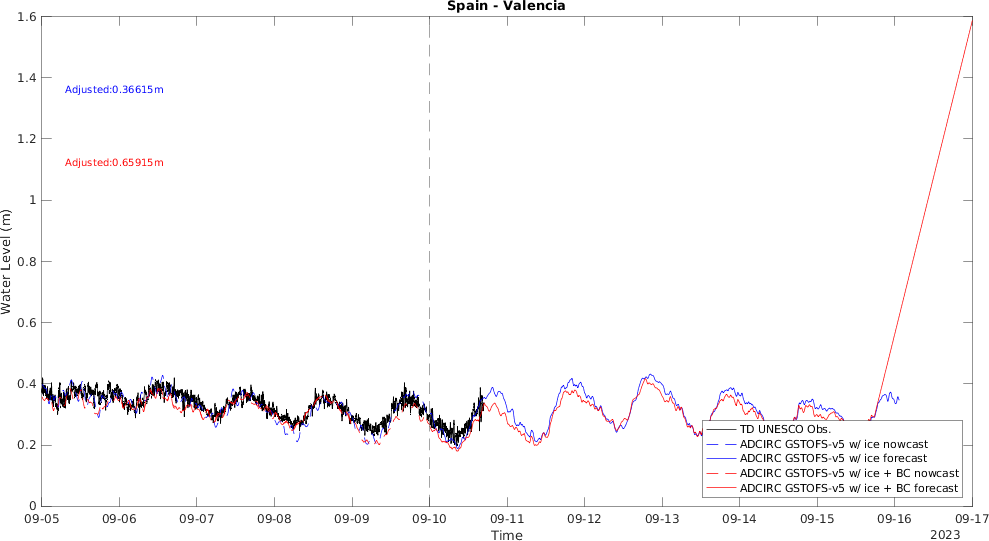 Spain - Valencia
1.6
1.4
1.2
1
0.8
0.6
0.4
0.2
0
Water Level (m)
Adjusted:0.36615m
Adjusted:0.65915m
TD UNESCO Obs.
ADCIRC GSTOFS-v5 w/ ice nowcast
ADCIRC GSTOFS-v5 w/ ice forecast
ADCIRC GSTOFS-v5 w/ ice + BC nowcast
ADCIRC GSTOFS-v5 w/ ice + BC forecast
09-05 09-06 09-07 09-08 09-09 09-10 09-11 09-12 09-13 09-14 09-15 09-16 09-17
Time
2023